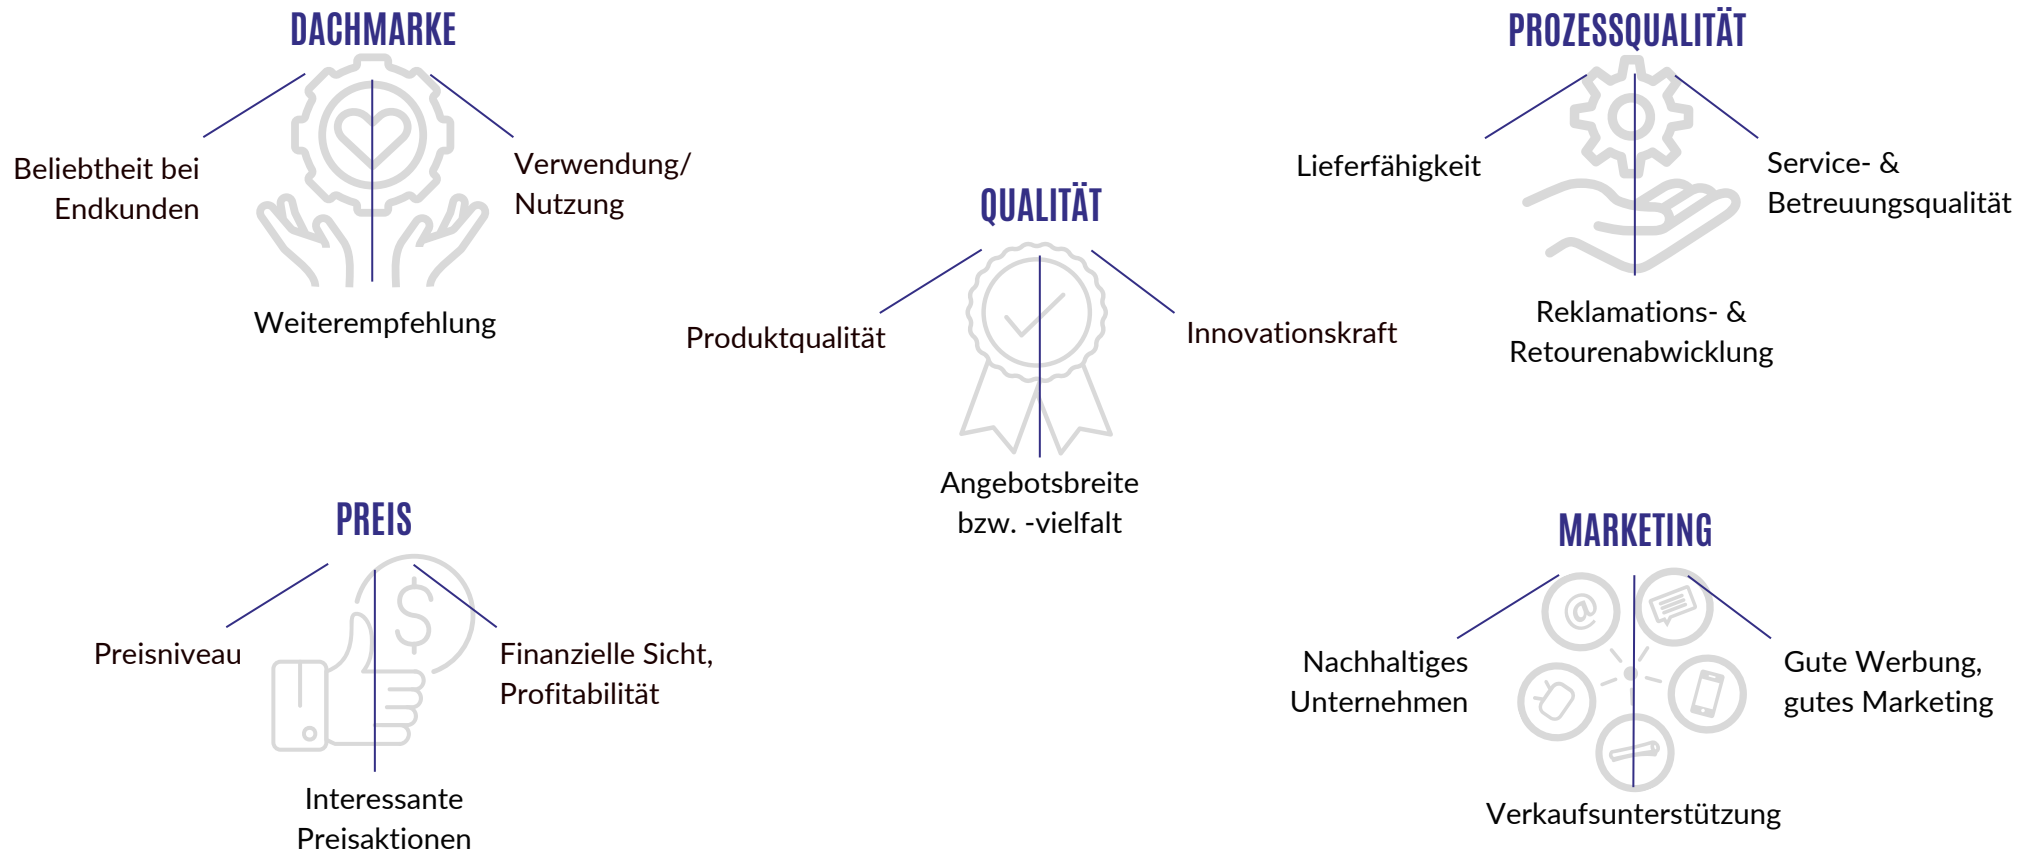 DACHMARKE
Beliebtheit bei
Endkunden
Verwendung/
Nutzung
Weiterempfehlung
QUALITÄT
Produktqualität
Innovationskraft
Angebotsbreite
bzw. -vielfalt
PROZESSQUALITÄT
Lieferfähigkeit
Service- &
Betreuungsqualität
Reklamations- &
Retourenabwicklung
PREIS
$
Preisniveau
Finanzielle Sicht,
Profitabilität
Interessante
Preisaktionen
MARKETING
@
Nachhaltiges
Unternehmen
Gute Werbung,
gutes Marketing
Verkaufsunterstützung